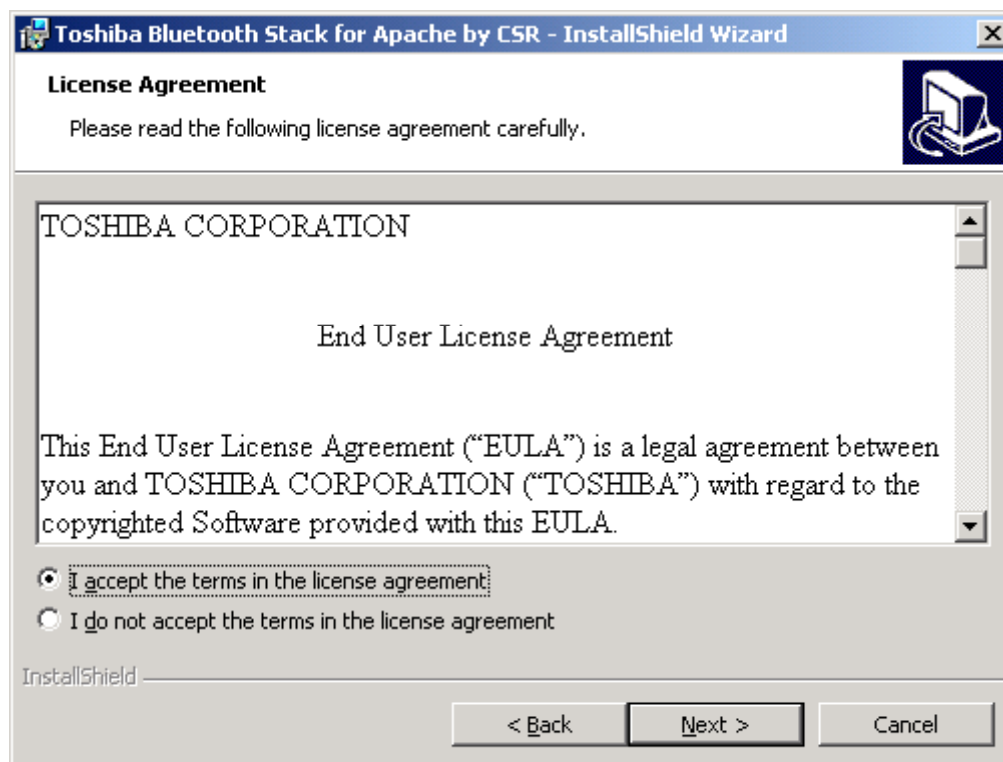 Toshiba Bluetooth Stack for Apache by CSR - InstallShield Wizard
License Agreement
Please read the following license agreement carefully.
TOSHIBA CORPORATION
End User License Agreement
This End User License Agreement (“EULA”) is a legal agreement between
you and TOSHIBA CORPORATION (“TOSHIBA”) with regard to the
copyrighted Software provided with this EULA.
I accept the terms in the license agreement
I do not accept the terms in the license agreement
InstallShield
< Back Next > Cancel